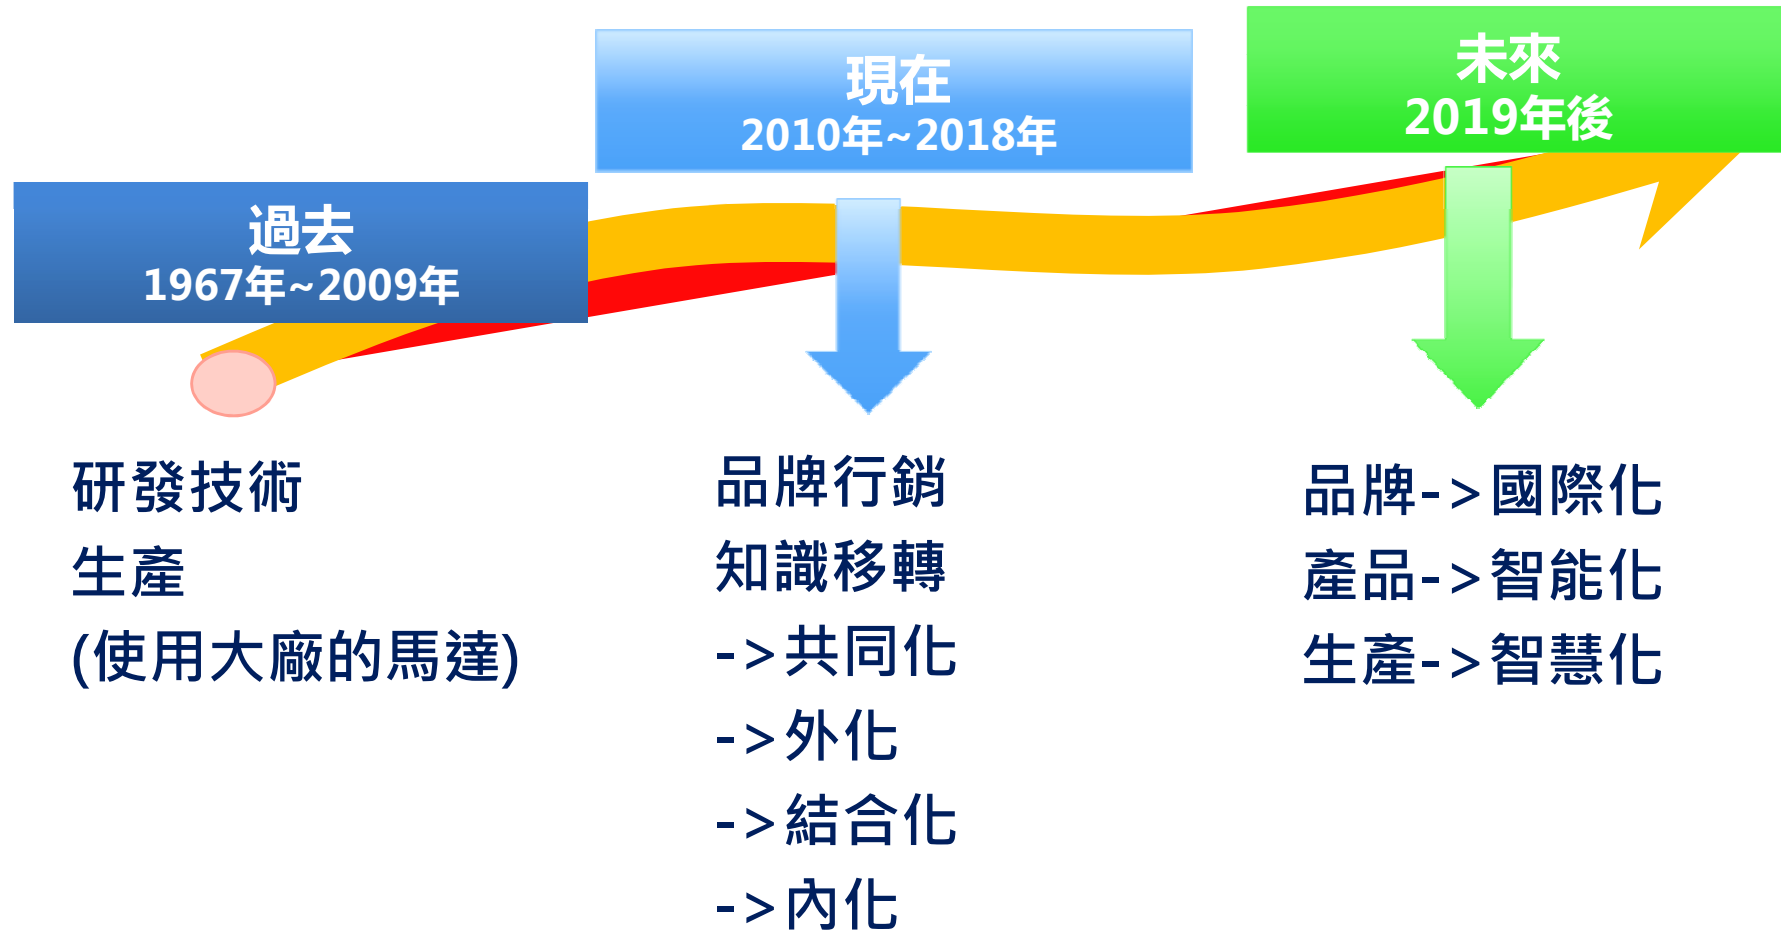 過去
1967年~2009年
研發技術
生產
(使用大廠的馬達)
現在
2010年~2018年
品牌行銷
知識移轉
->共同化
->外化
->結合化
->內化
未來
2019年後
品牌->國際化
產品->智能化
生產->智慧化